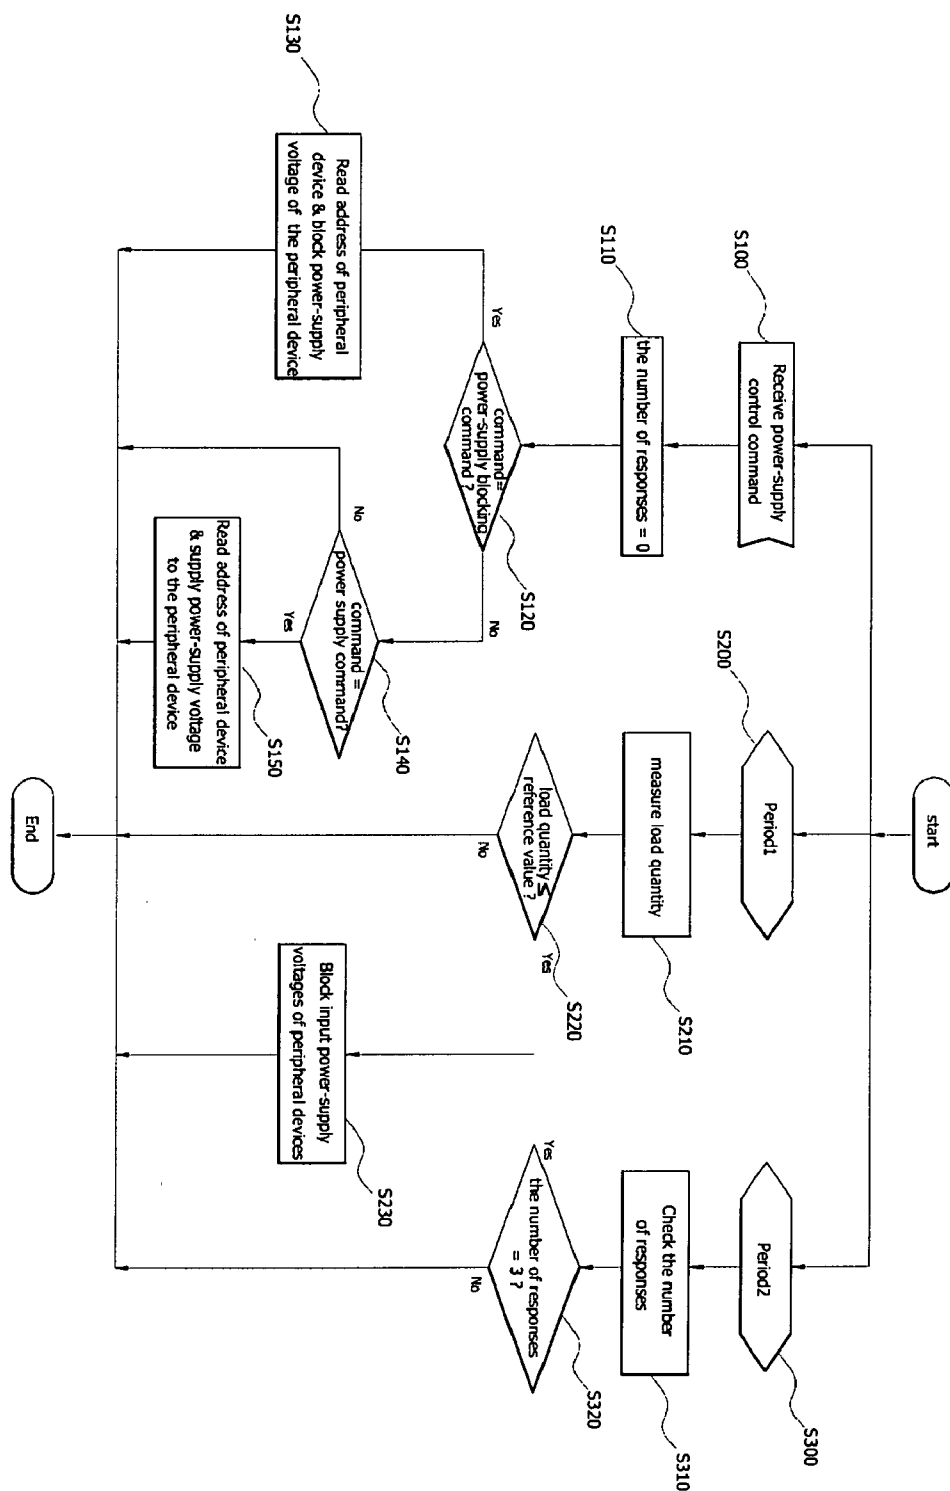 start
S100
Receive power-supply
control command
S110
the number of responses = 0
S120
command=
power-supply blocking
command ?
Yes
No
S130
Read address of peripheral
device & block power-supply
voltage of the peripheral device
S140
command =
power supply command?
No
Yes
S150
Read address of peripheral device
& supply power-supply voltage
to the peripheral device
S200
Period1
S210
measure load quantity
S220
load quantity ≤
reference value ?
No
Yes
S230
Block input power-supply
voltages of peripheral devices
S300
Period2
S310
Check the number
of responses
S320
the number of responses
= 3 ?
Yes
No
End